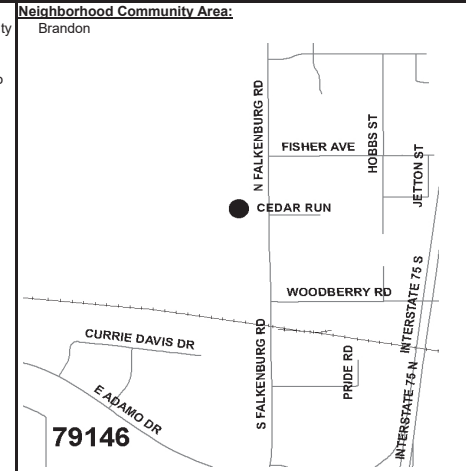 Neighborhood Community Area:
ty
Brandon
N FALKENBURG RD
FISHER AVE
HOBBS ST
JETTON ST
CEDAR RUN
WOODBERRY RD
INTERSTATE 75 S
CURRIE DAVIS DR
S FALKENBURG RD
PRIDE RD
E ADAMO DR
INTERSTATE 75 N
79146